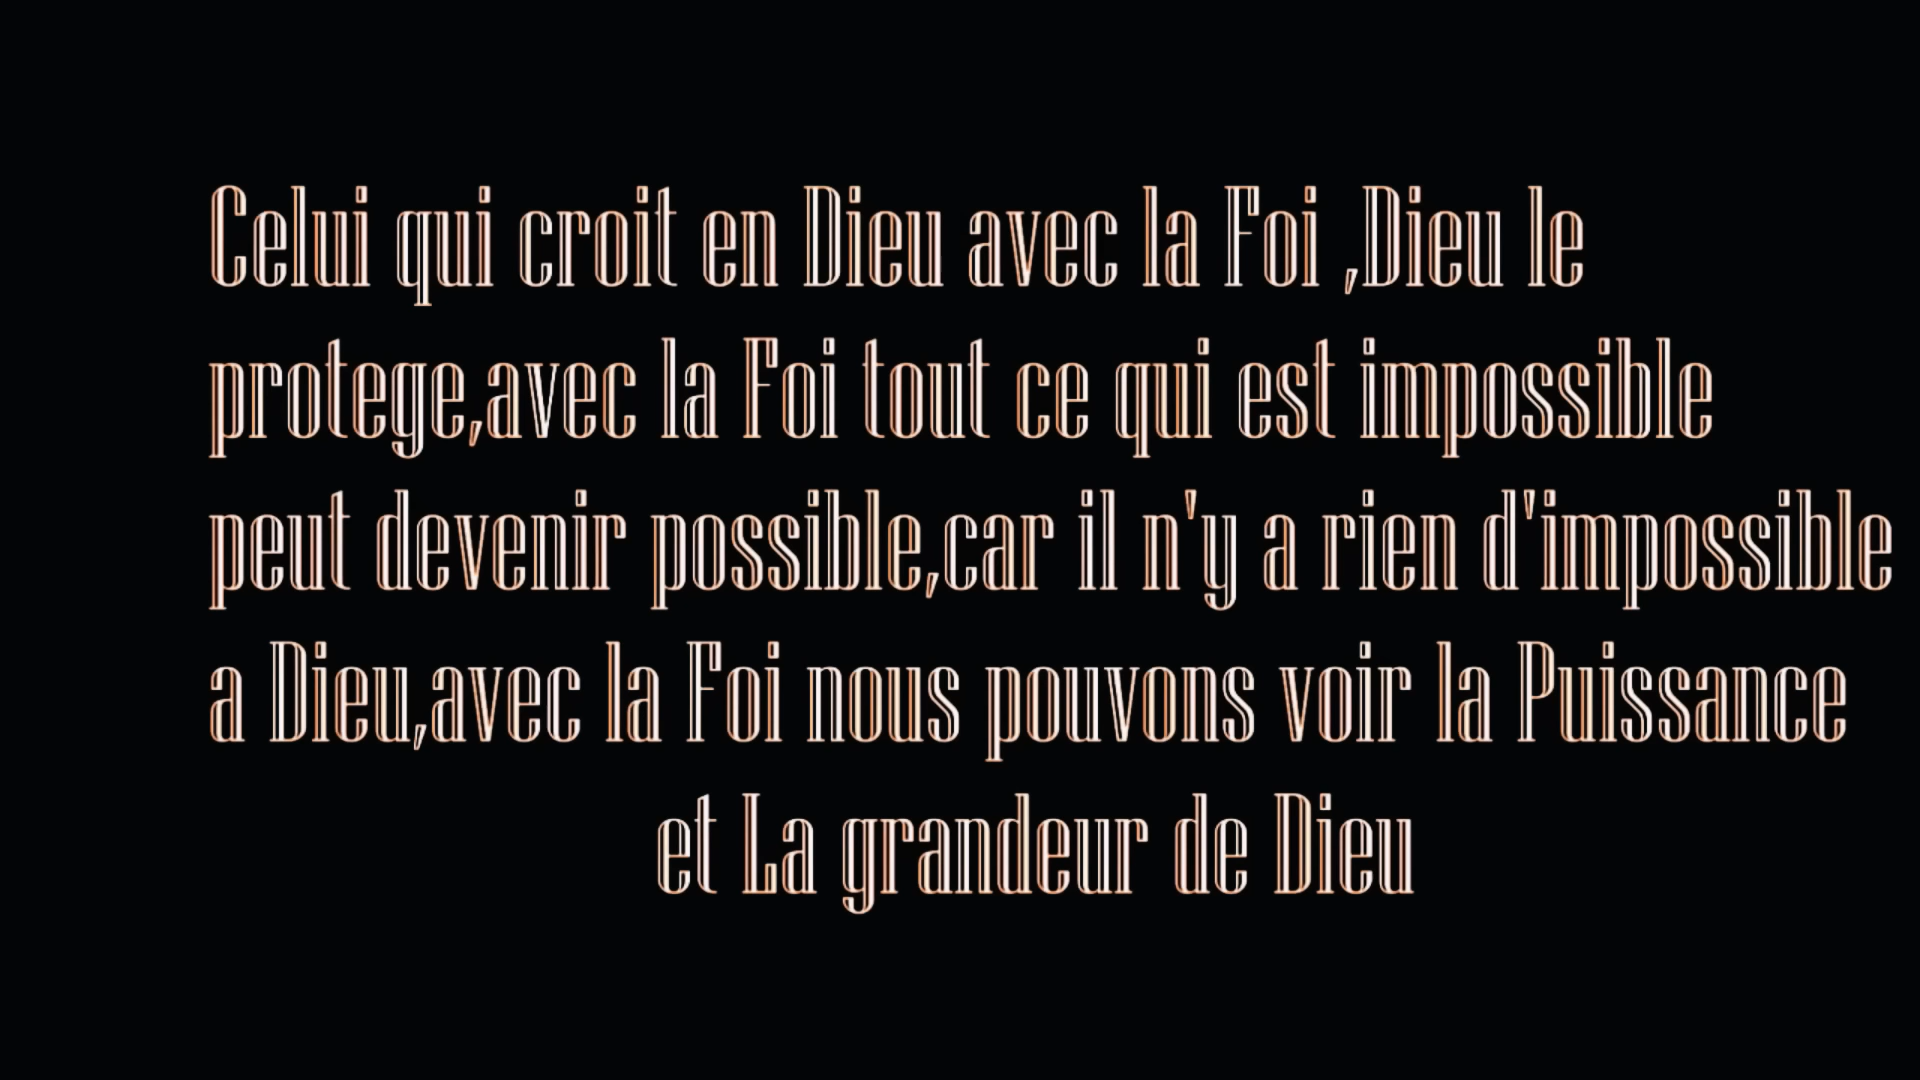 Celui qui croit en Dieu avec la Foi ,Dieu le
protege,avec la Foi tout ce qui est impossible
peut devenir possible,car il n'y a rien d'impossible
a Dieu,avec la Foi nous pouvons voir la Puissance
et La grandeur de Dieu